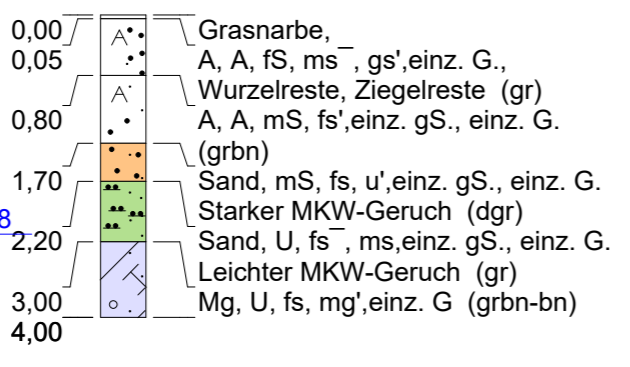 0,00 Grasnarbe,
0,05 A, A, fS, ms¯, gs',einz. G.,
Wurzelreste, Ziegelreste (gr)
0,80 A, A, mS, fs',einz. gS., einz. G.
(grbn)
1,70 Sand, mS, fs, u',einz. gS., einz. G.
Starker MKW-Geruch (dgr)
8
2,20 Sand, U, fs¯, ms,einz. gS., einz. G.
Leichter MKW-Geruch (gr)
3,00 Mg, U, fs, mg',einz. G (grbn-bn)
4,00
A
A